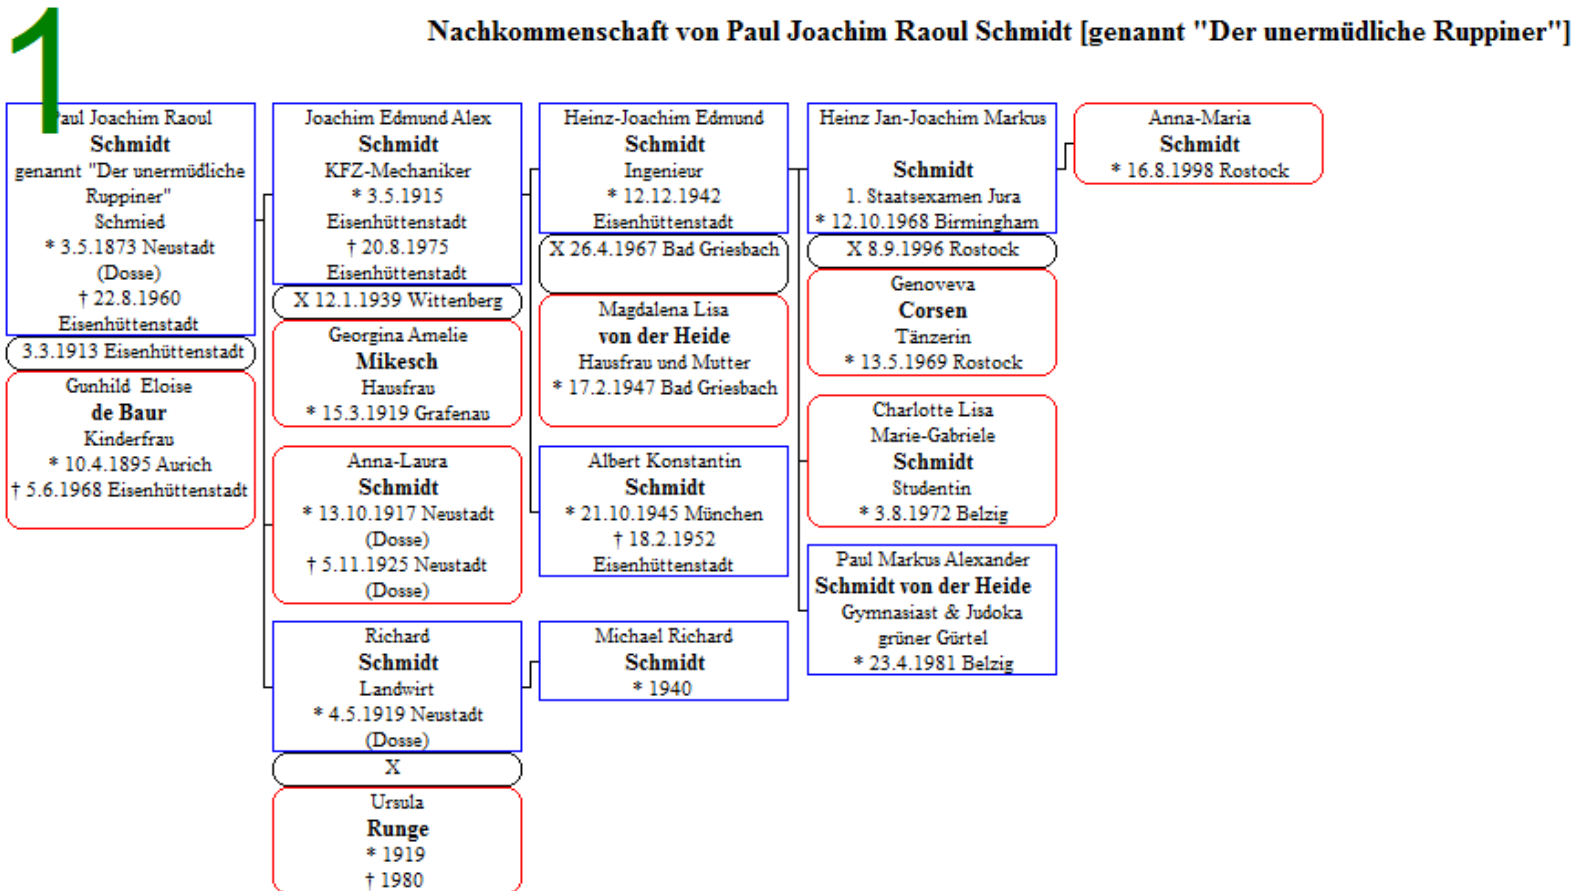 1
Nachkommenschaft von Paul Joachim Raoul Schmidt [genannt "Der unermüdliche Ruppiner"]
Paul Joachim Raoul
Schmidt
genannt "Der unermüdliche
Ruppiner"
Schmied
* 3.5.1873 Neustadt
(Dosse)
† 22.8.1960
Eisenhüttenstadt
3.3.1913 Eisenhüttenstadt
Gunhild Eloise
de Baur
Kinderfrau
* 10.4.1895 Aurich
† 5.6.1968 Eisenhüttenstadt
Joachim Edmund Alex
Schmidt
KFZ-Mechaniker
* 3.5.1915
Eisenhüttenstadt
† 20.8.1975
Eisenhüttenstadt
X 12.1.1939 Wittenberg
Georgina Amelie
Mikesch
Hausfrau
* 15.3.1919 Grafenau
Anna-Laura
Schmidt
* 13.10.1917 Neustadt
(Dosse)
† 5.11.1925 Neustadt
(Dosse)
Richard
Schmidt
Landwirt
* 4.5.1919 Neustadt
(Dosse)
X
Ursula
Runge
* 1919
† 1980
Heinz-Joachim Edmund
Schmidt
Ingenieur
* 12.12.1942
Eisenhüttenstadt
X 26.4.1967 Bad Griesbach
Magdalena Lisa
von der Heide
Hausfrau und Mutter
* 17.2.1947 Bad Griesbach
Albert Konstantin
Schmidt
* 21.10.1945 München
† 18.2.1952
Eisenhüttenstadt
Michael Richard
Schmidt
* 1940
Heinz Jan-Joachim Markus
Schmidt
1. Staatsexamen Jura
* 12.10.1968 Birmingham
X 8.9.1996 Rostock
Genoveva
Corsen
Tänzerin
* 13.5.1969 Rostock
Charlotte Lisa
Marie-Gabriele
Schmidt
Studentin
* 3.8.1972 Belzig
Paul Markus Alexander
Schmidt von der Heide
Gymnasiast & Judoka
grüner Gürtel
* 23.4.1981 Belzig
Anna-Maria
Schmidt
* 16.8.1998 Rostock